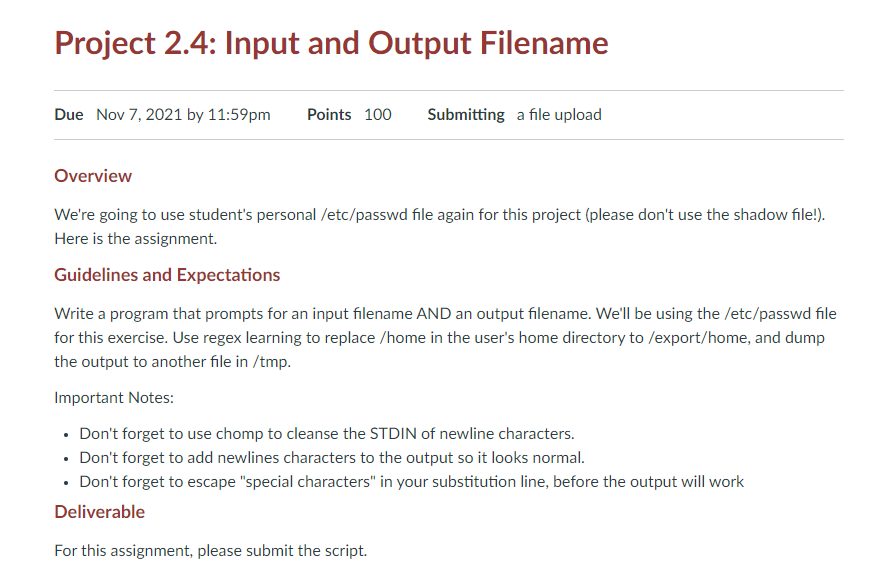 Project 2.4: Input and Output Filename
Due Nov 7, 2021 by 11:59pm Points 100 Submitting a file upload
Overview
We're going to use student's personal /etc/passwd file again for this project (please don't use the shadow file!).
Here is the assignment.
Guidelines and Expectations
Write a program that prompts for an input filename AND an output filename. We'll be using the /etc/passwd file
for this exercise. Use regex learning to replace /home in the user's home directory to /export/home, and dump
the output to another file in /tmp.
Important Notes:
• Don't forget to use chomp to cleanse the STDIN of newline characters.
• Don't forget to add newlines characters to the output so it looks normal.
• Don't forget to escape "special characters" in your substitution line, before the output will work
Deliverable
For this assignment, please submit the script.